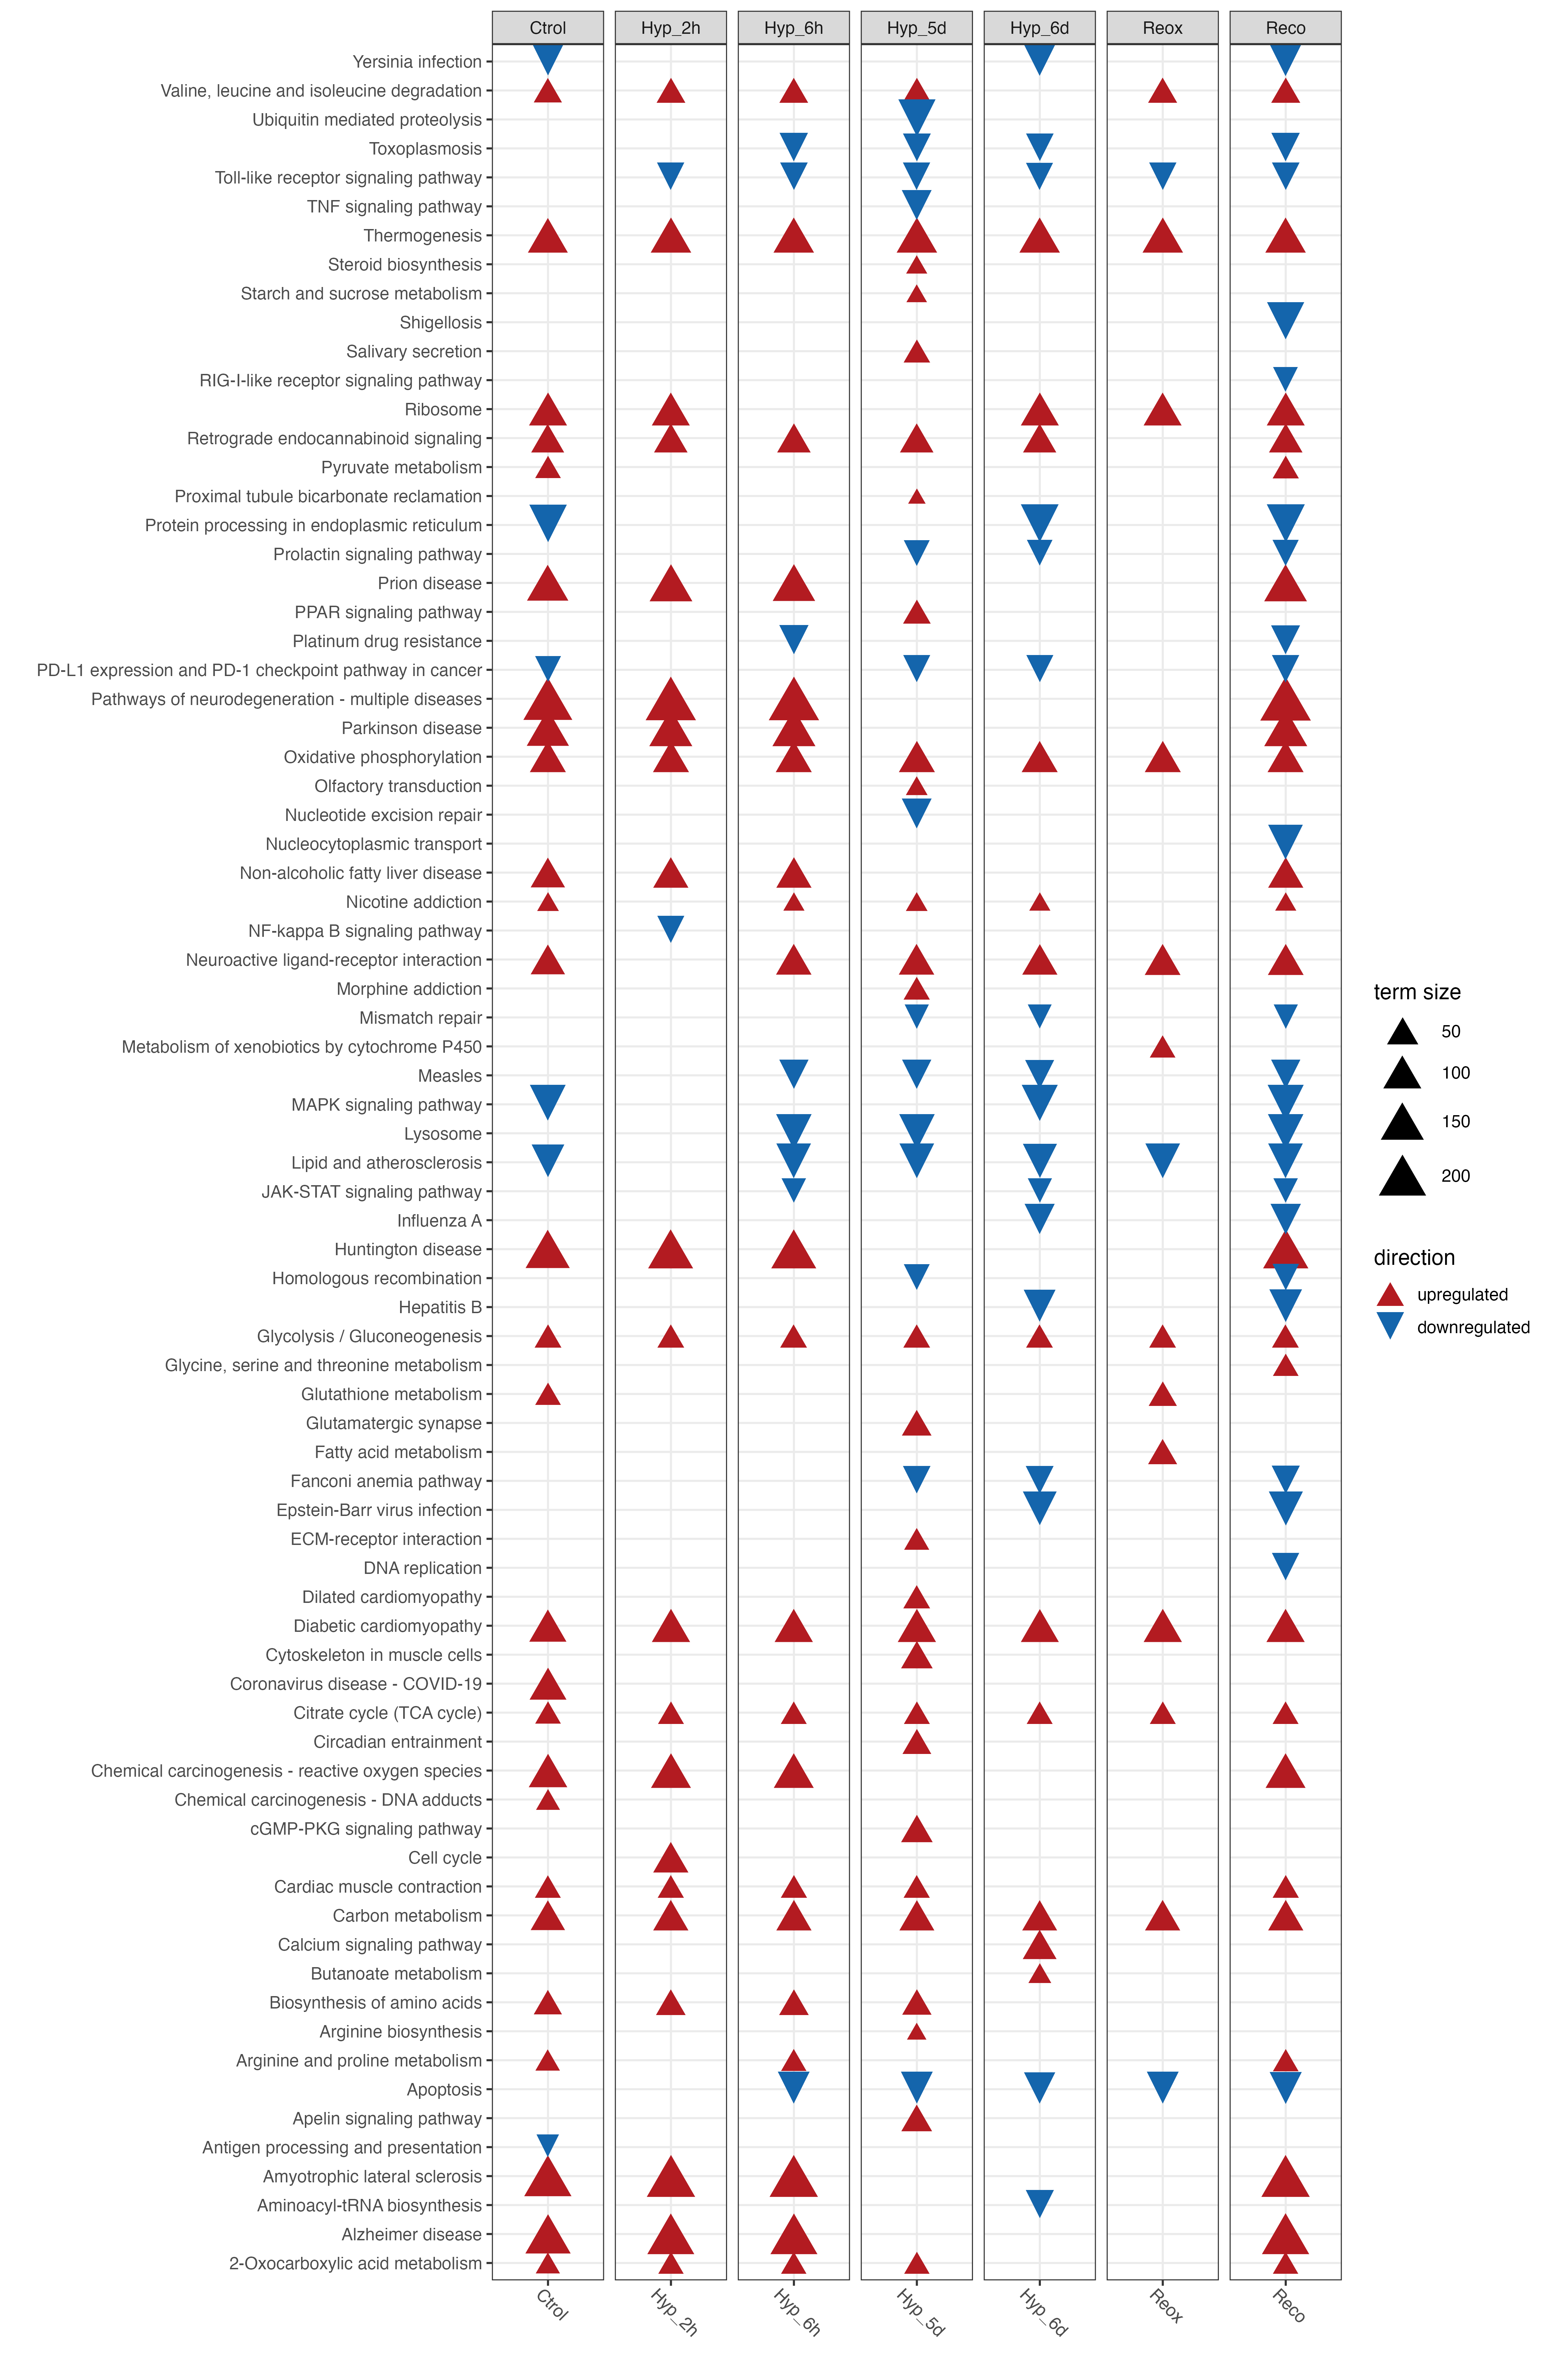 Ctrol Hyp_2h Hyp_6h Hyp_5d Hyp_6d Reox Reco
Yersinia infection
Valine, leucine and isoleucine degradation
Ubiquitin mediated proteolysis
Toxoplasmosis
Toll-like receptor signaling pathway
TNF signaling pathway
Thermogenesis
Steroid biosynthesis
Starch and sucrose metabolism
Shigellosis
Salivary secretion
RIG-I-like receptor signaling pathway
Ribosome
Retrograde endocannabinoid signaling
Pyruvate metabolism
Proximal tubule bicarbonate reclamation
Protein processing in endoplasmic reticulum
Prolactin signaling pathway
Prion disease
PPAR signaling pathway
Platinum drug resistance
PD-L1 expression and PD-1 checkpoint pathway in cancer
Pathways of neurodegeneration - multiple diseases
Parkinson disease
Oxidative phosphorylation
Olfactory transduction
Nucleotide excision repair
Nucleocytoplasmic transport
Non-alcoholic fatty liver disease
Nicotine addiction
NF-kappa B signaling pathway
Neuroactive ligand-receptor interaction
Morphine addiction
Mismatch repair
Metabolism of xenobiotics by cytochrome P450
Measles
MAPK signaling pathway
Lysosome
Lipid and atherosclerosis
JAK-STAT signaling pathway
Influenza A
Huntington disease
Homologous recombination
Hepatitis B
Glycolysis / Gluconeogenesis
Glycine, serine and threonine metabolism
Glutathione metabolism
Glutamatergic synapse
Fatty acid metabolism
Fanconi anemia pathway
Epstein-Barr virus infection
ECM-receptor interaction
DNA replication
Dilated cardiomyopathy
Diabetic cardiomyopathy
Cytoskeleton in muscle cells
Coronavirus disease - COVID-19
Citrate cycle (TCA cycle)
Circadian entrainment
Chemical carcinogenesis - reactive oxygen species
Chemical carcinogenesis - DNA adducts
cGMP-PKG signaling pathway
Cell cycle
Cardiac muscle contraction
Carbon metabolism
Calcium signaling pathway
Butanoate metabolism
Biosynthesis of amino acids
Arginine biosynthesis
Arginine and proline metabolism
Apoptosis
Apelin signaling pathway
Antigen processing and presentation
Amyotrophic lateral sclerosis
Aminoacyl-tRNA biosynthesis
Alzheimer disease
2-Oxocarboxylic acid metabolism
Ctrol Hyp_2h Hyp_6h Hyp_5d Hyp_6d Reox Reco
term size
50
100
150
200
direction
upregulated
downregulated